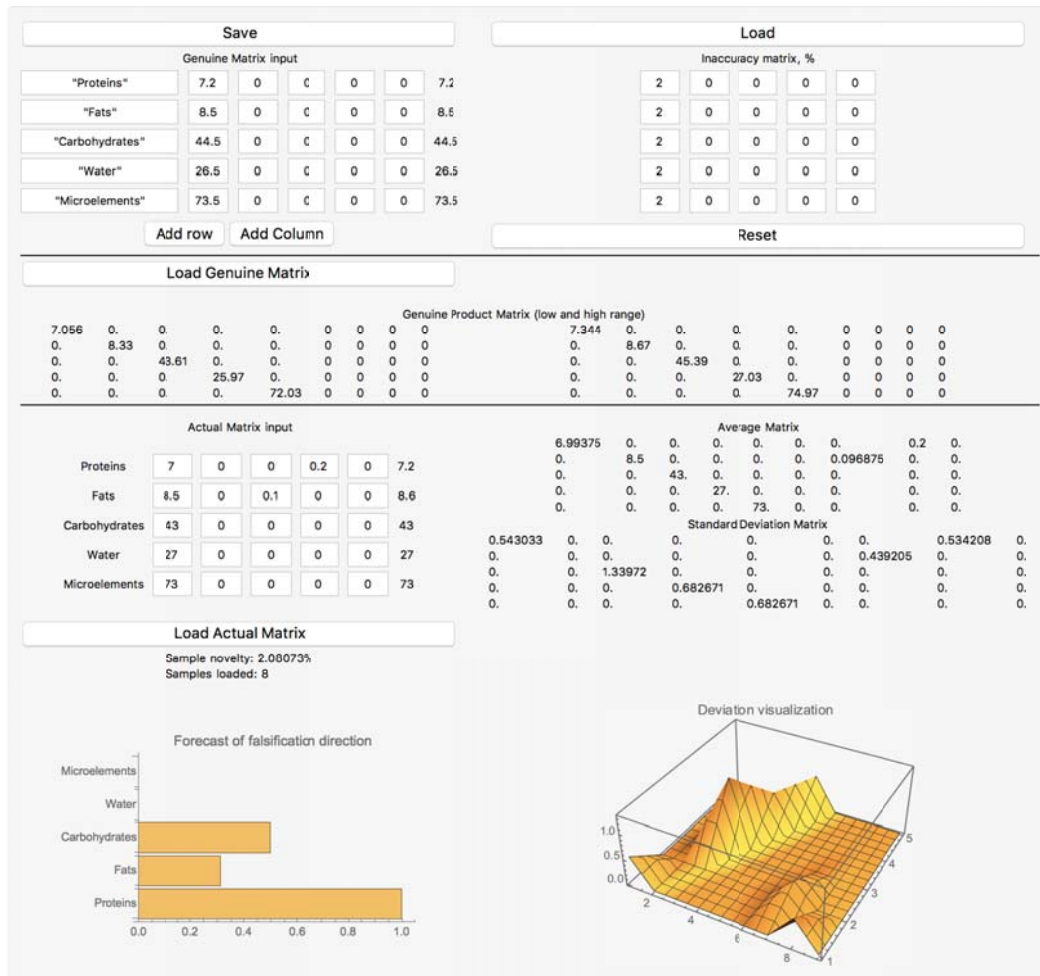 Save
Load
Genuine Matrix input
Inaccuracy matrix, %
"Proteins" 7.2 0 0 0 0 7.2
2 0 0 0 0
"Fats" 8.5 0 0 0 0 8.5
2 0 0 0 0
"Carbohydrates" 44.5 0 0 0 0 44.5
2 0 0 0 0
"Water" 26.5 0 0 0 0 26.5
2 0 0 0 0
"Microelements" 73.5 0 0 0 0 73.5
2 0 0 0 0
Add row Add Column
Reset
Load Genuine Matrix
Genuine Product Matrix (low and high range)
7.056 0. 0. 0. 0. 0 0 0 0
0. 8.33 0. 0. 0. 0 0 0 0
0. 0. 43.61 0. 0. 0 0 0 0
0. 0. 0. 25.97 0. 0 0 0 0
0. 0. 0. 0. 72.03 0 0 0 0
7.344 0. 0. 0. 0. 0 0 0 0
0. 8.67 0. 0. 0. 0 0 0 0
0. 0. 45.39 0. 0. 0 0 0 0
0. 0. 0. 27.03 0. 0 0 0 0
0. 0. 0. 0. 74.97 0 0 0 0
Actual Matrix input
Proteins 7 0 0 0.2 0 7.2
Fats 8.5 0 0.1 0 0 8.6
Carbohydrates 43 0 0 0 0 43
Water 27 0 0 0 0 27
Microelements 73 0 0 0 0 73
Average Matrix
6.99375 0. 0. 0. 0. 0. 0. 0.2 0.
0. 8.5 0. 0. 0. 0. 0.096875 0. 0.
0. 0. 43. 0. 0. 0. 0. 0. 0.
0. 0. 0. 27. 0. 0. 0. 0. 0.
0. 0. 0. 0. 73. 0. 0. 0. 0.
Standard Deviation Matrix
0.543033 0. 0. 0. 0. 0. 0. 0.534208 0.
0. 0. 0. 0. 0. 0. 0.439205 0. 0.
0. 0. 1.33972 0. 0. 0. 0. 0. 0.
0. 0. 0. 0.682671 0. 0. 0. 0. 0.
0. 0. 0. 0. 0.682671 0. 0. 0. 0.
Load Actual Matrix
Sample novelty: 2.08073%
Samples loaded: 8
Forecast of falsification direction
Microelements
Water
Carbohydrates
Fats
Proteins
0.0 0.2 0.4 0.6 0.8 1.0
Deviation visualization
1.0
0.5
0.0
2 4 6 8
1 2 3 4 5